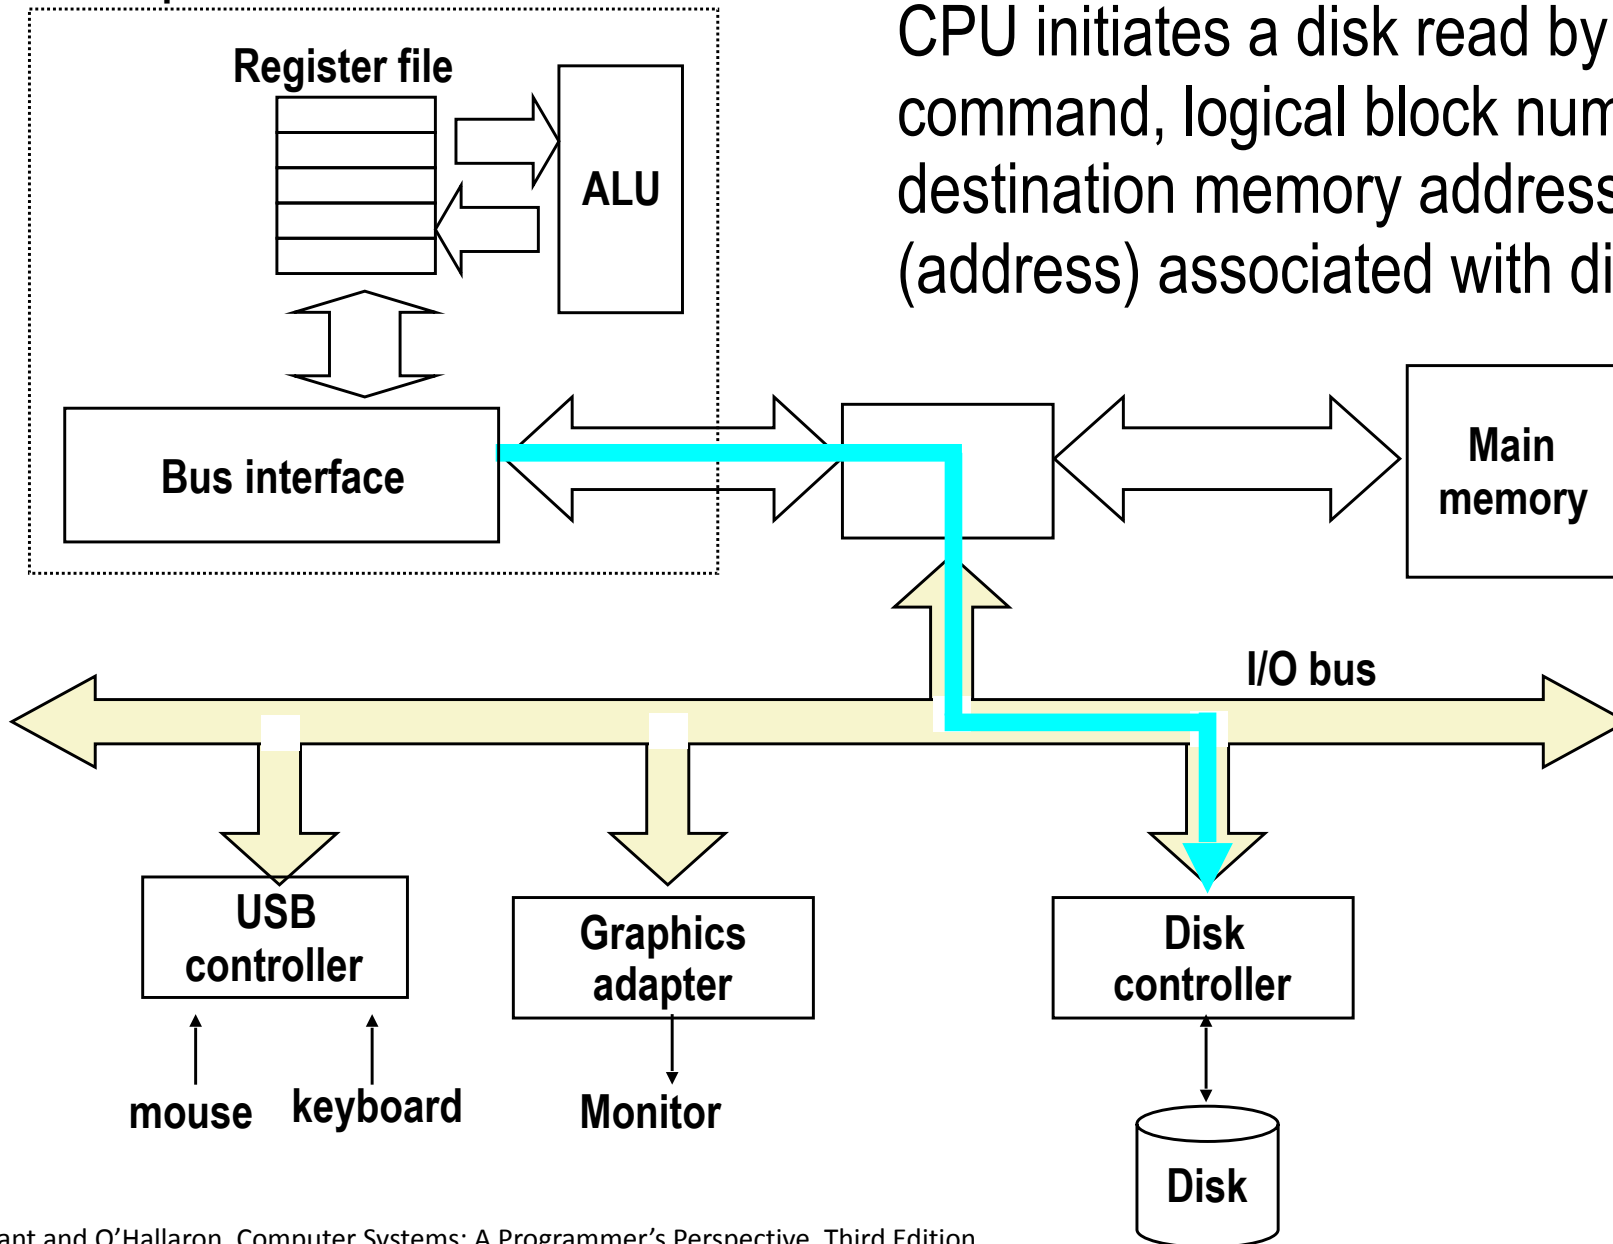 CPU initiates a disk read by
command, logical block
destination memory address
(address) associated with
Register file
ALU
Bus interface
Main
memory
I/O bus
USB
controller
Graphics
adapter
Disk
controller
mouse
keyboard
Monitor
Disk
and O'Hallaron, Computer Systems: A Programmer's Perspective, Third Edition